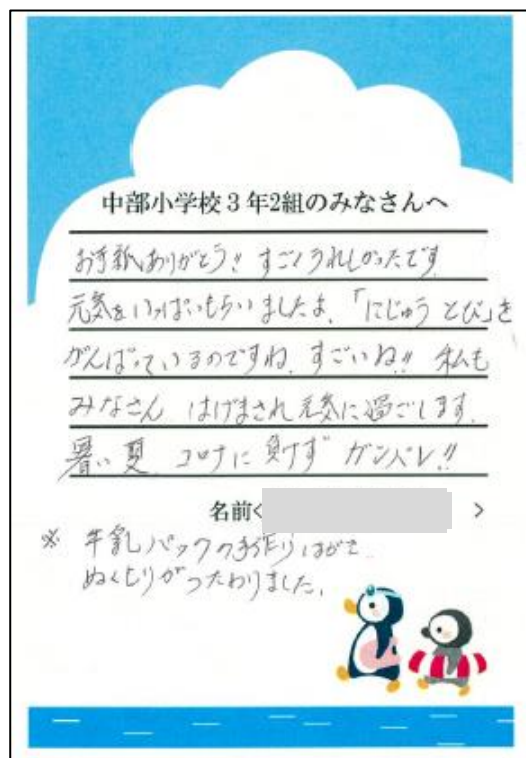 中部小学校3年2組のみなさんへ
お手紙ありがとう!! すごくうれしかったです
元気をいっぱいもらいましたよ。「にじゅう とび」を
がんばっているのですね。すごいね!! 私も
みなさん はげまされ元気に過ごします。
暑い夏 コロナに負けず ガンバレ!!
名前< >
※ 牛乳パックの手作りはがき
ぬくもりがつたわりました。